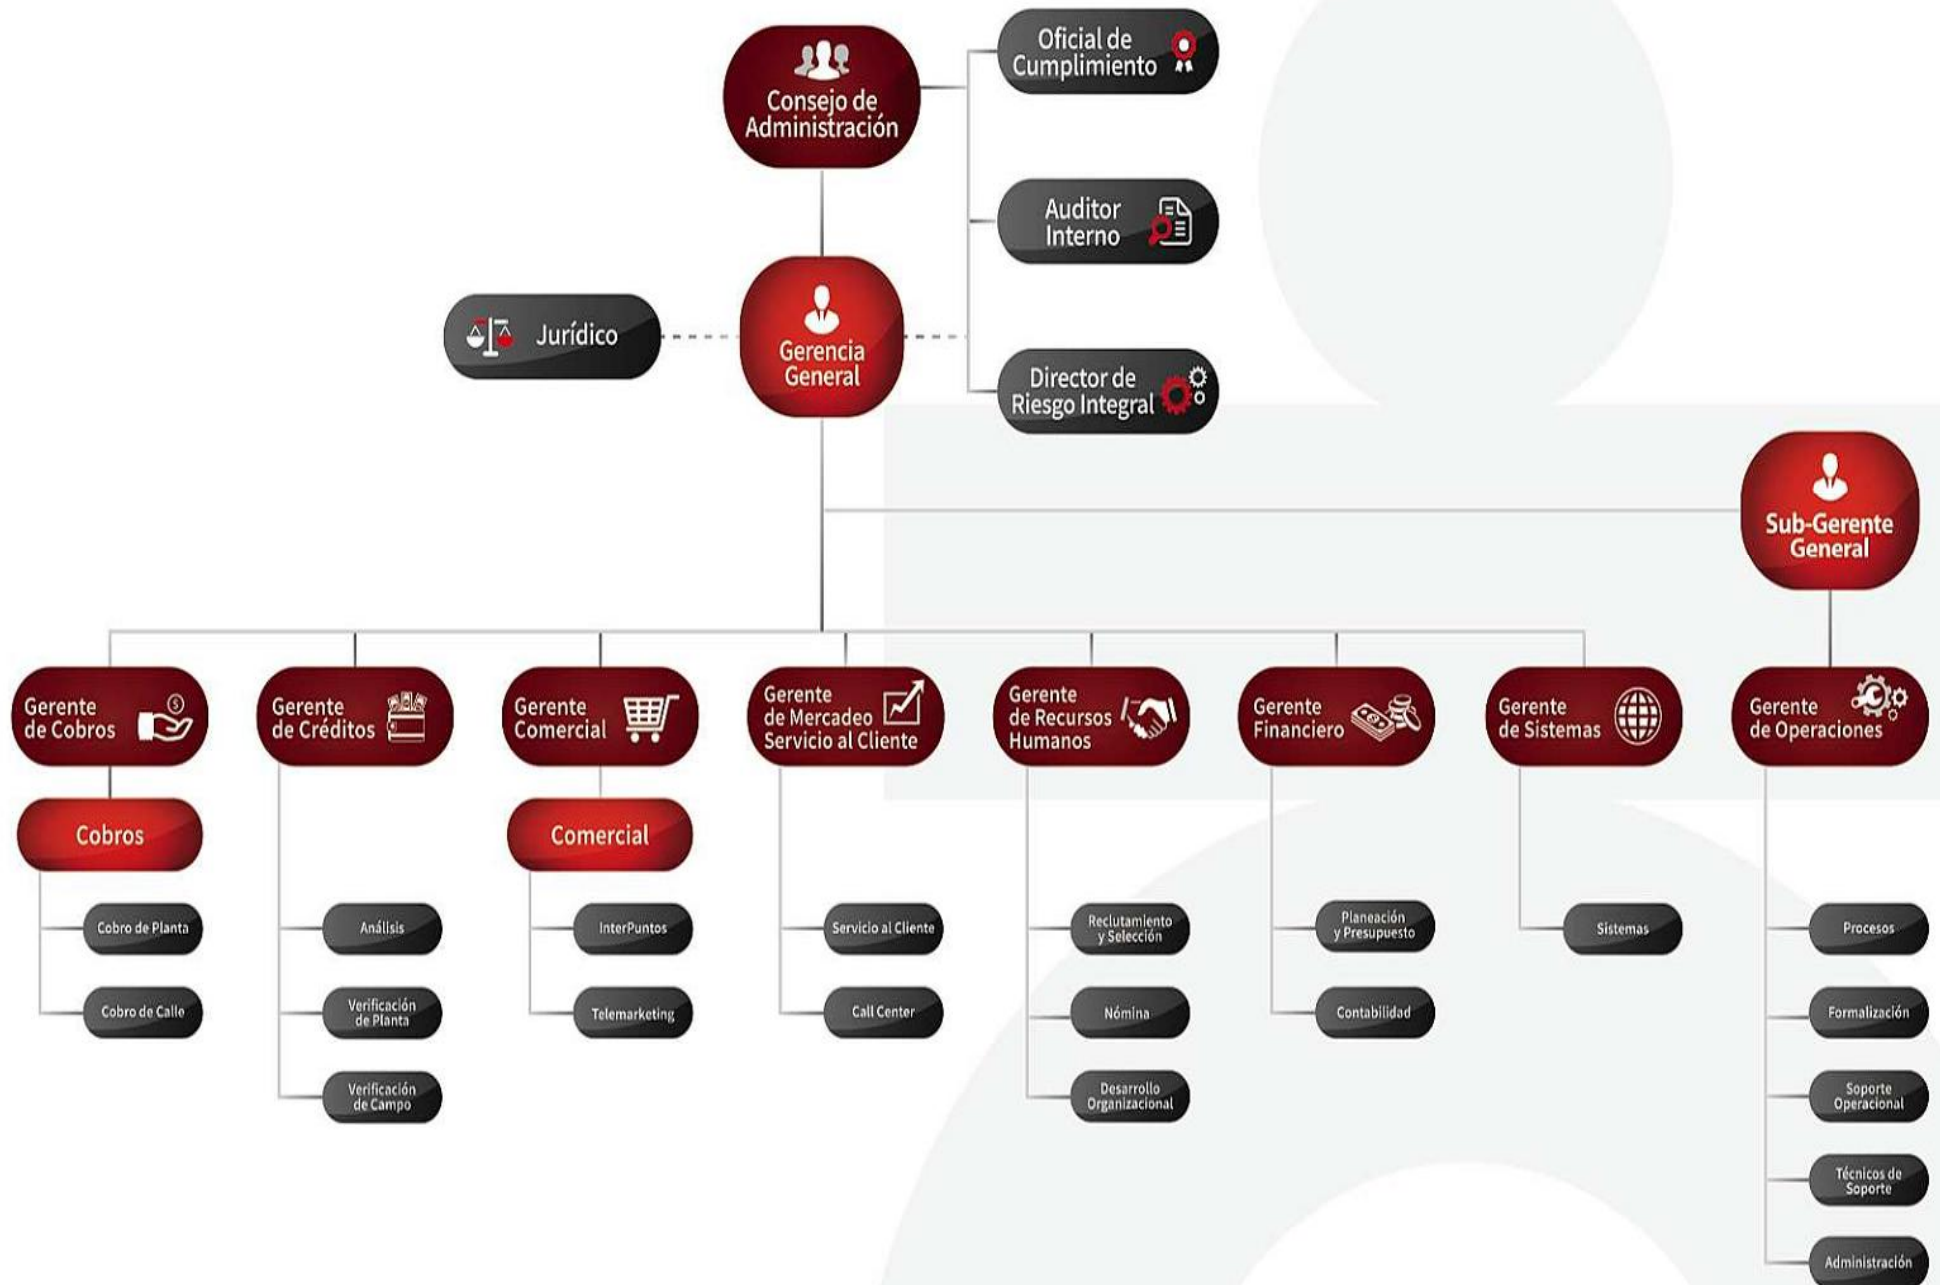 Oficial de
Cumplimiento
Consejo de
Administración
Auditor
Interno
Jurídico
Gerencia
General
Director de
Riesgo Integral
Sub-Gerente
General
Gerente
de Cobros
Gerente
de Créditos
Gerente
Comercial
Gerente
de Mercadeo
Servicio al Cliente
Gerente
de Recursos
Humanos
Gerente
Financiero
Gerente
de Sistemas
Gerente
de Operaciones
Cobros
Comercial
Cobro de Planta
Análisis
InterPuntos
Servicio al Cliente
Reclutamiento
y Selección
Planeación
y Presupuesto
Sistemas
Procesos
Cobro de Calle
Verificación
de Planta
Telemarketing
Call Center
Nómina
Contabilidad
Formalización
Verificación
de Campo
Desarrollo
Organizacional
Soporte
Operacional
Técnicos de
Soporte
Administración